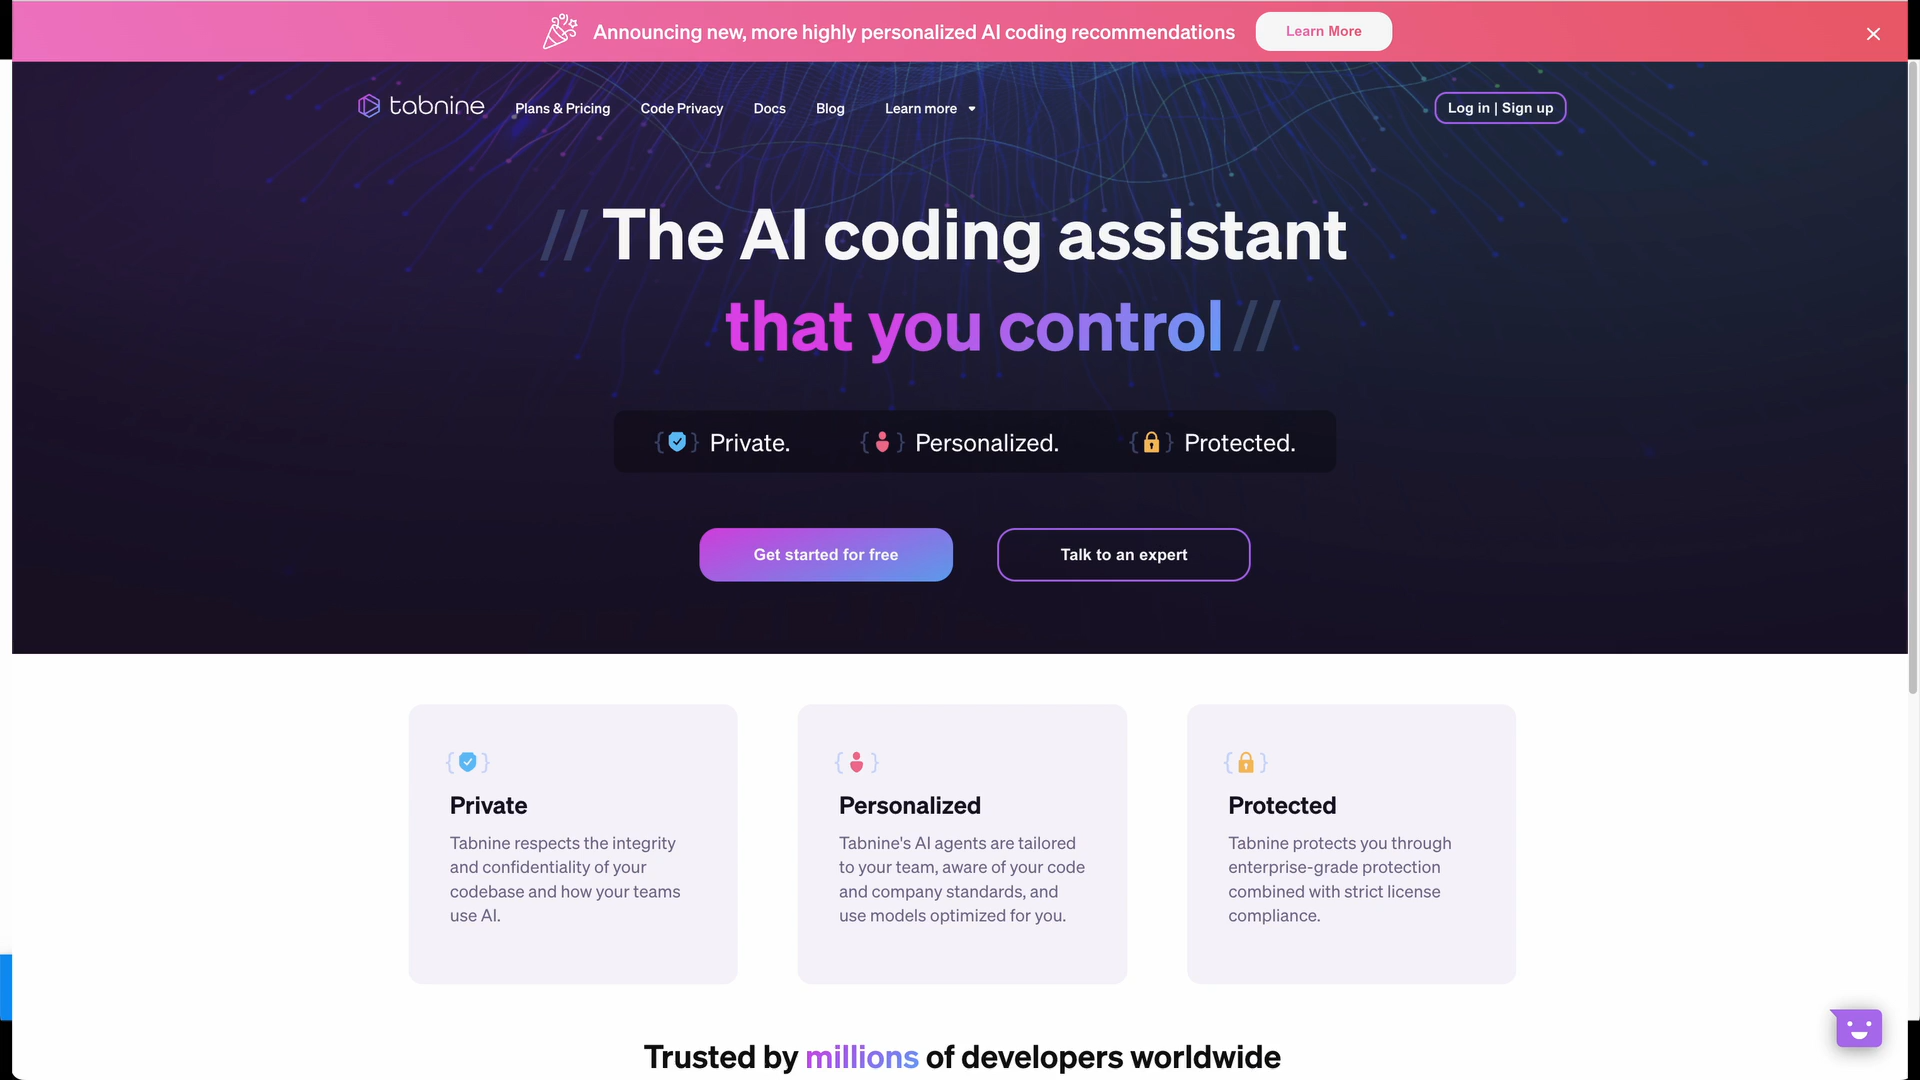 Announcing new, more highly personalized AI coding recommendations
Learn More
tabnine
Plans & Pricing
Code Privacy
Docs
Blog
Learn more
Log in | Sign up
// The AI coding assistant
that you control //
{ } Private.
{ } Personalized.
{ } Protected.
Get started for free
Talk to an expert
{ }
Private
Tabnine respects the integrity
and confidentiality of your
codebase and how your teams
use AI.
{ }
Personalized
Tabnine's AI agents are tailored
to your team, aware of your code
and company standards, and
use models optimized for you.
{ }
Protected
Tabnine protects you through
enterprise-grade protection
combined with strict license
compliance.
Trusted by millions of developers worldwide